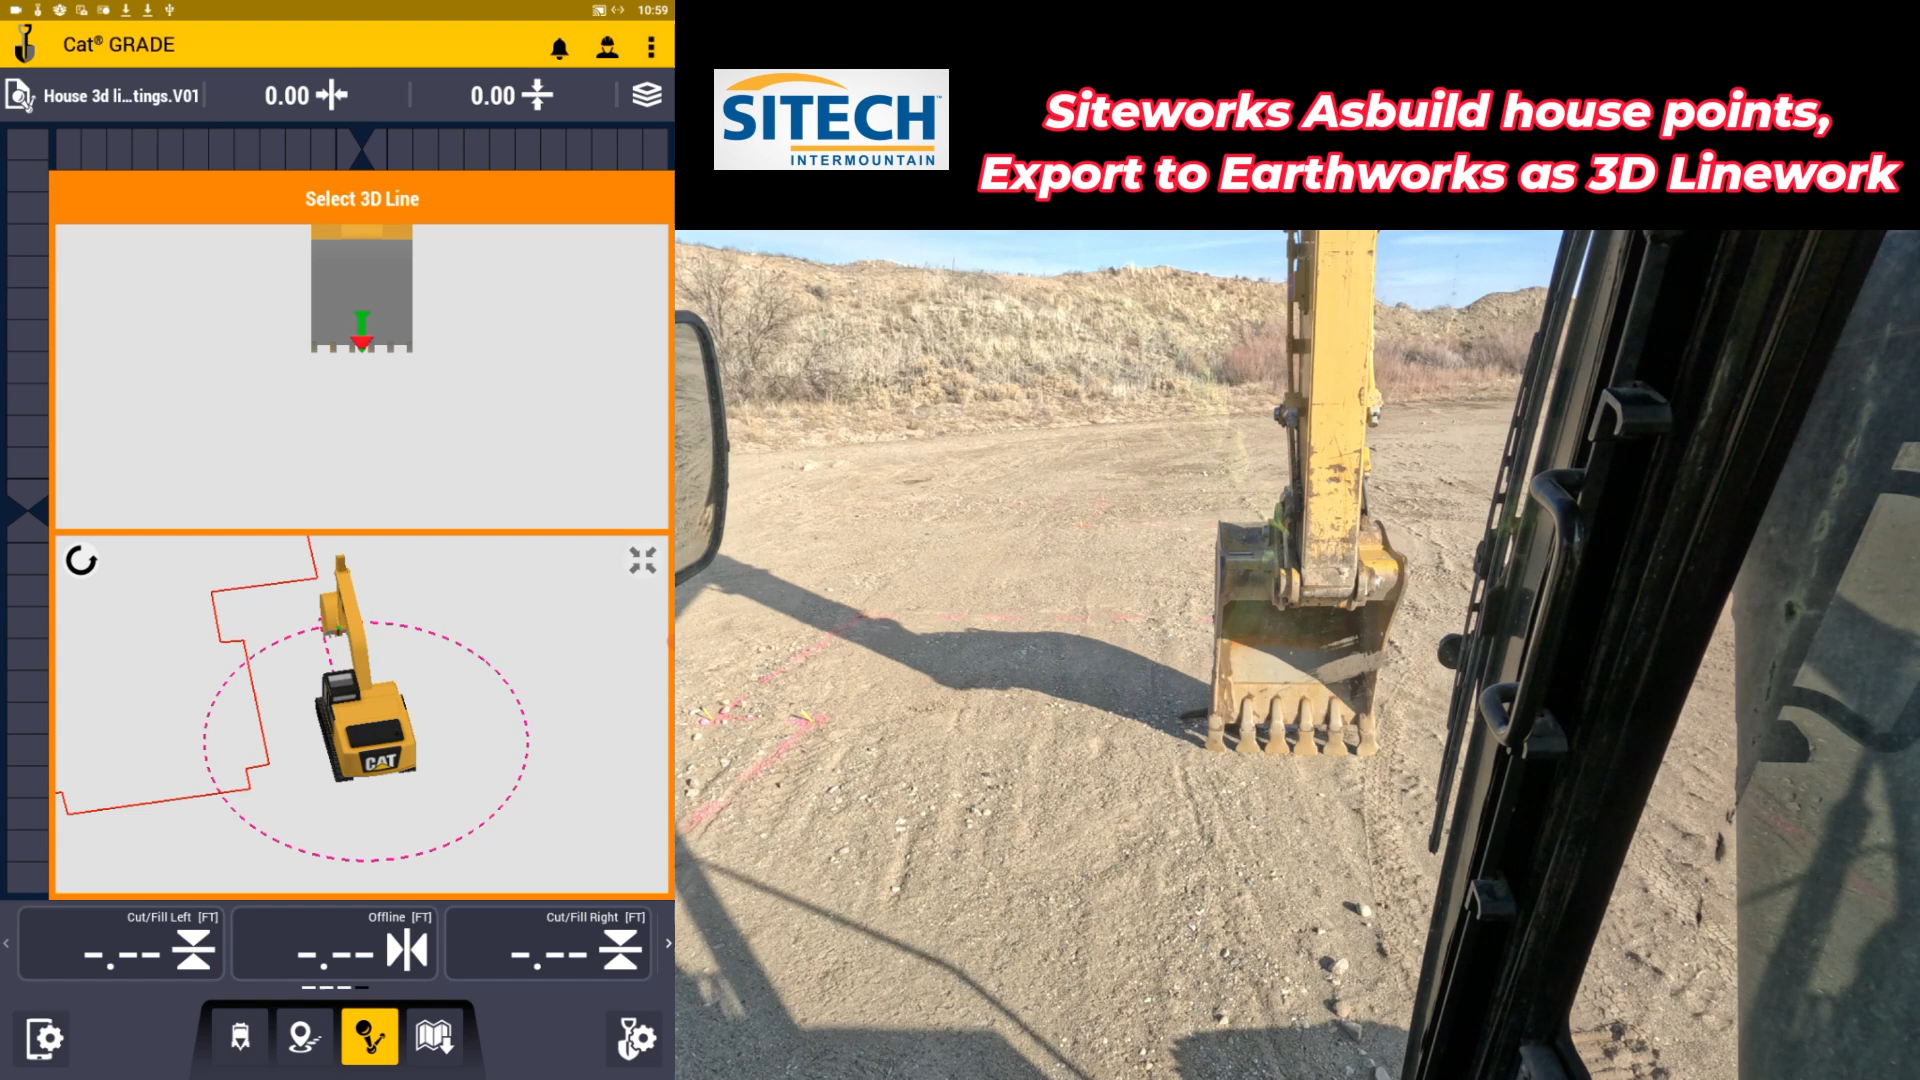 10:59
Cat® GRADE
House 3d li...tings.V01
0.00
0.00
Select 3D Line
CAT
Cut/Fill Left [FT]
Offline [FT]
Cut/Fill Right [FT]
-.--
-.--
-.--
SITECH™
INTERMOUNTAIN
Siteworks Asbuild house points,
Export to Earthworks as 3D Linework